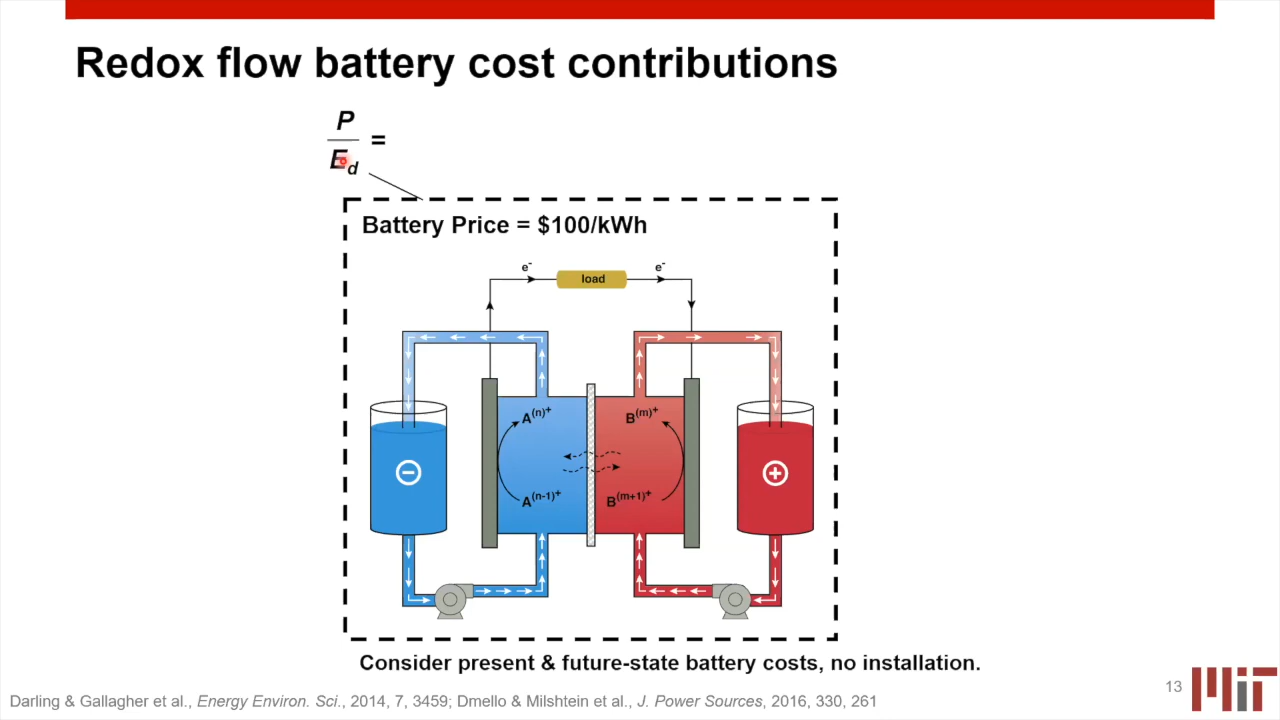 Redox flow battery cost contributions
P
E_d
=
Battery Price = $100/kWh
e⁻ load e⁻
A^(n)+ B^(m)+
− +
A^(n-1)+ B^(m+1)+
Consider present & future-state battery costs, no installation.
13
MIT
Darling & Gallagher et al., Energy Environ. Sci., 2014, 7, 3459; Dmello & Milshtein et al., J. Power Sources, 2016, 330, 261